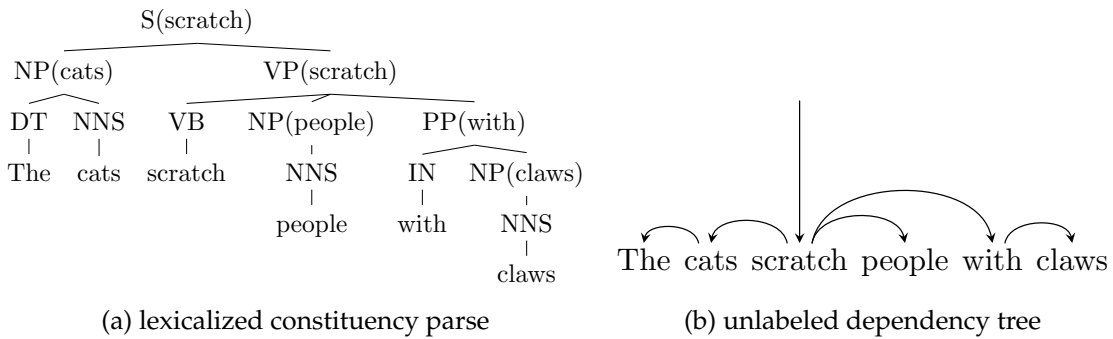 S(scratch)
NP(cats) VP(scratch)
DT NNS VB NP(people) PP(with)
The cats scratch NNS IN NP(claws)
people with NNS
claws
The cats scratch people with claws
(a) lexicalized constituency parse
(b) unlabeled dependency tree